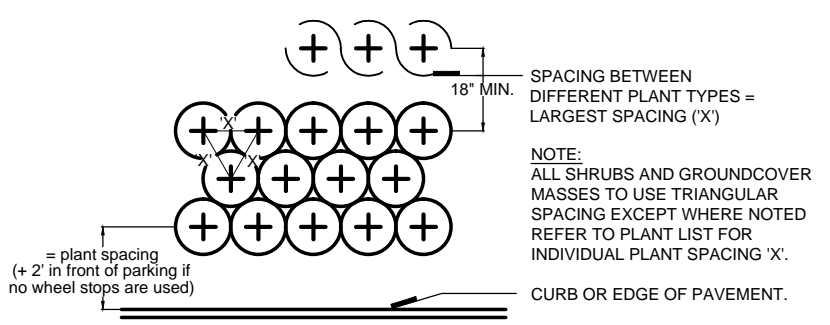 18" MIN.
SPACING BETWEEN
DIFFERENT PLANT TYPES =
LARGEST SPACING ('X')
'X'
'X'
'X'
NOTE:
ALL SHRUBS AND GROUNDCOVER
MASSES TO USE TRIANGULAR
SPACING EXCEPT WHERE NOTED
REFER TO PLANT LIST FOR
INDIVIDUAL PLANT SPACING 'X'.
= plant spacing
(+ 2' in front of parking if
no wheel stops are used)
CURB OR EDGE OF PAVEMENT.